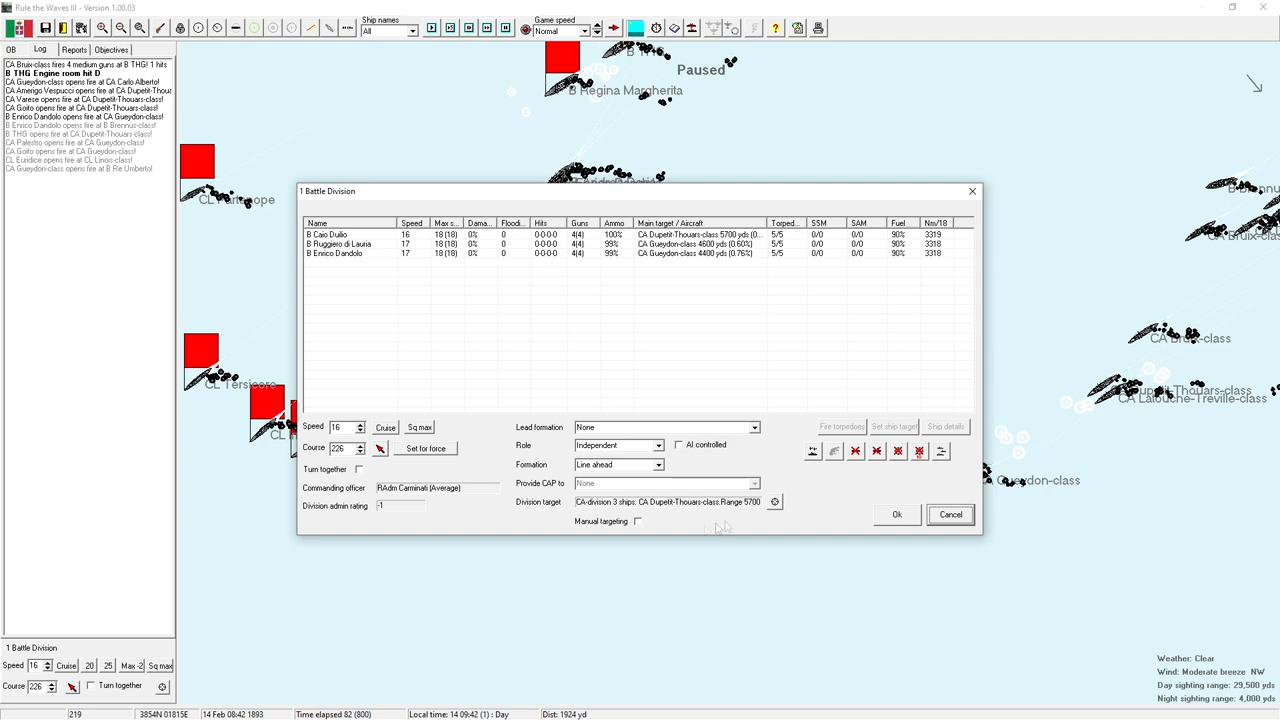 Rule the Waves III - Version 1.00.03
Ship names
All
Game speed
Normal
OB Log Reports Objectives
CA Bruix-class fires 4 medium guns at B THG! 1 hits
B THG Engine room hit D
CA Gueydon-class opens fire at CA Carlo Alberto!
CA Amerigo Vespucci opens fire at CA Dupetit-Thoua
CA Varese opens fire at CA Dupetit-Thouars-class!
CA Goito opens fire at CA Dupetit-Thouars-class!
B Enrico Dandolo opens fire at CA Gueydon-class!
B Enrico Dandolo opens fire at B Brennus-class!
B THG opens fire at CA Dupetit-Thouars-class!
CA Palestro opens fire at CA Gueydon-class!
CA Goito opens fire at CA Gueydon-class!
CL Euridice opens fire at CL Linois-class!
CA Gueydon-class opens fire at B Re Umberto!
Paused
B THG
B Regina Margherita
CL Partenope
B Brennus
CA Bruix-class
CL Tersicore
CA Bruix-class
Dupetit-Thouars-class
CA Latouche-Treville-class
Gueydon-class
1 Battle Division
Name Speed Max s... Dama... Floodi... Hits Guns Ammo Main target / Aircraft Torped... SSM SAM Fuel Nm/18
B Caio Duilio 16 18 (18) 0% 0 0-0-0-0 4(4) 100% CA Dupetit-Thouars-class 5700 yds (0... 5/5 0/0 0/0 90% 3319
B Ruggiero di Lauria 17 18 (18) 0% 0 0-0-0-0 4(4) 99% CA Gueydon-class 4600 yds (0.60%) 5/5 0/0 0/0 90% 3318
B Enrico Dandolo 17 18 (18) 0% 0 0-0-0-0 4(4) 99% CA Gueydon-class 4400 yds (0.76%) 5/5 0/0 0/0 90% 3318
Speed 16 Cruise Sq max
Course 226 Set for force
Turn together
Commanding officer RAdm Carminati (Average)
Division admin rating -1
Lead formation None
Role Independent AI controlled
Formation Line ahead
Provide CAP to None
Division target CA-division 3 ships. CA Dupetit-Thouars-class.Range 5700
Manual targeting
Fire torpedoes Set ship target Ship details
Ok Cancel
1 Battle Division
Speed 16 Cruise 20 25 Max -2 Sq max
Course 226 Turn together
Weather: Clear
Wind: Moderate breeze NW
Day sighting range: 29,500 yds
Night sighting range: 4,000 yds
219 3854N 01815E 14 Feb 08:42 1893 Time elapsed 82 (800) Local time: 14 09:42 (1) : Day Dist: 1924 yd